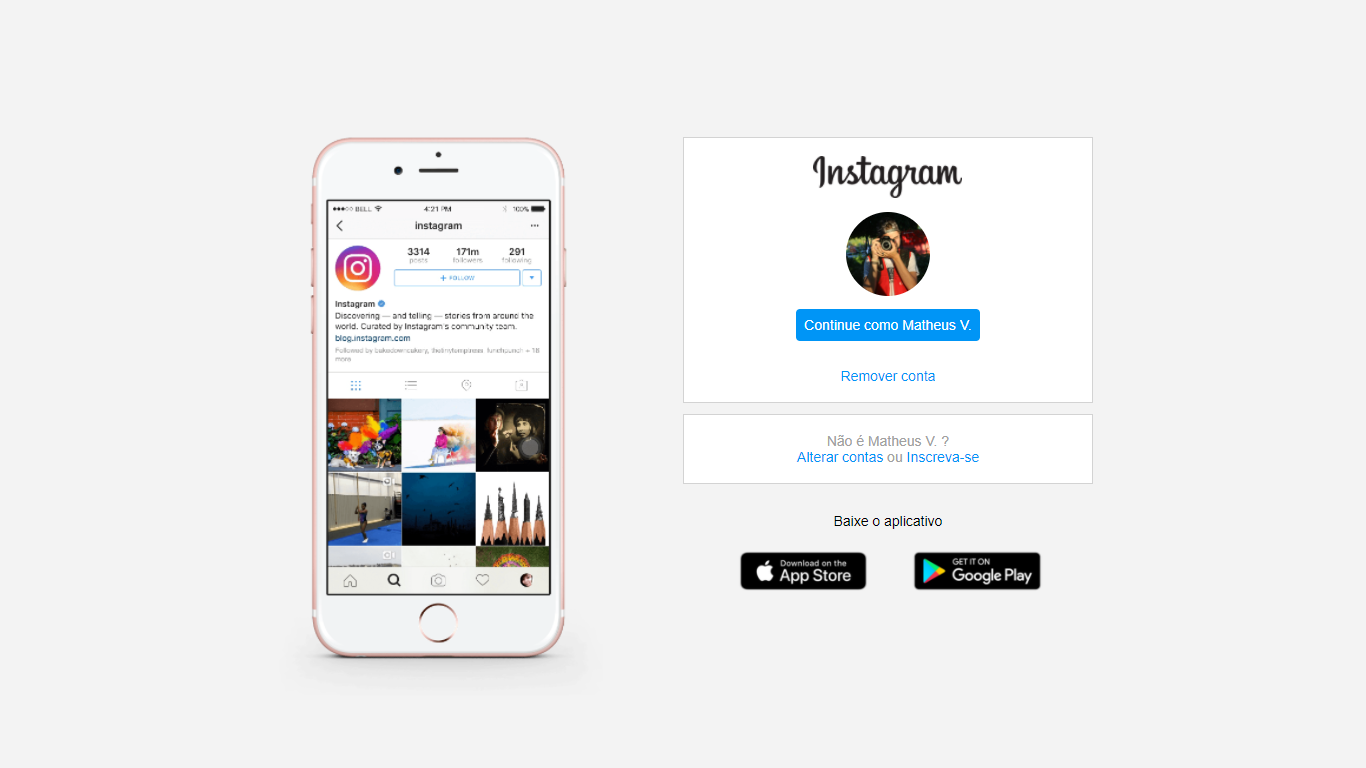 BELL
4:21 PM
100%
instagram
3314
171m
291
posts
followers
following
+ FOLLOW
Instagram
Discovering — and telling — stories from around the
world. Curated by Instagram's community team.
blog.instagram.com
Followed by bakedowncakery, thetinytempress, lunchpunch + 18
more
Instagram
Continue como Matheus V.
Remover conta
Não é Matheus V. ?
Alterar contas ou Inscreva-se
Baixe o aplicativo
Download on the
App Store
GET IT ON
Google Play